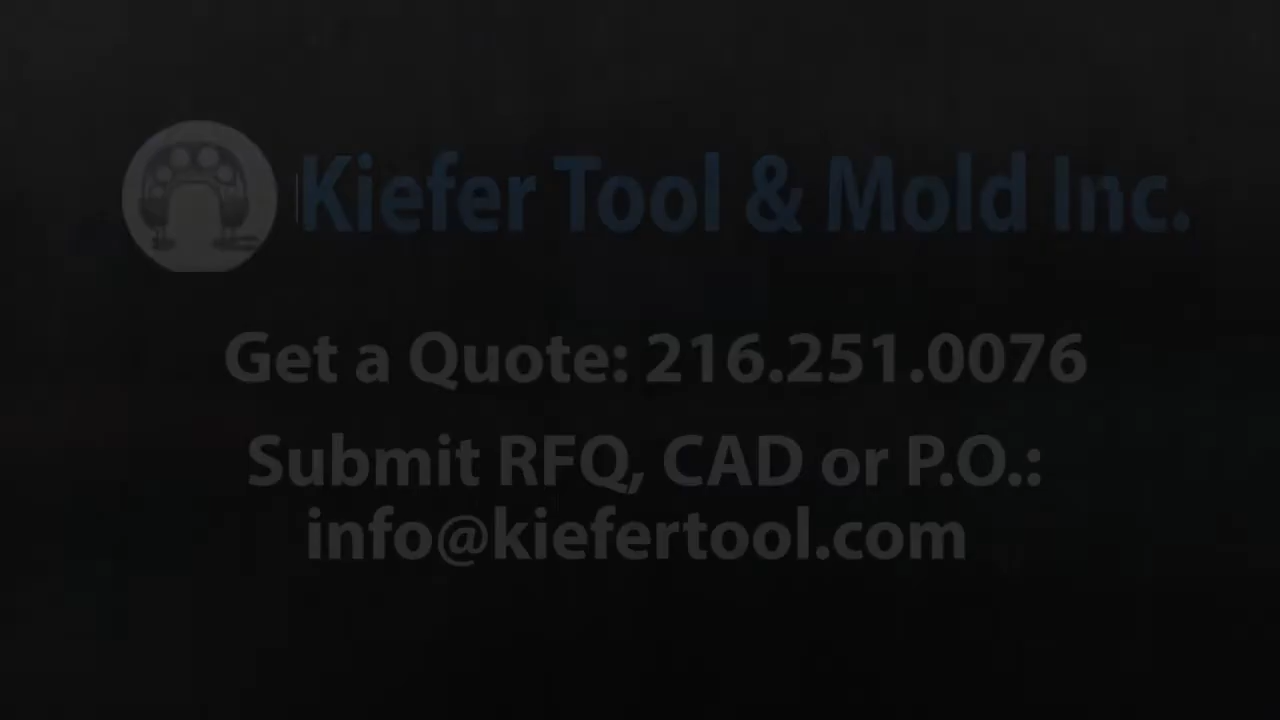 Kiefer Tool & Mold Inc.
Get a Quote: 216.251.0076
Submit RFQ, CAD or P.O.:
info@kiefertool.com